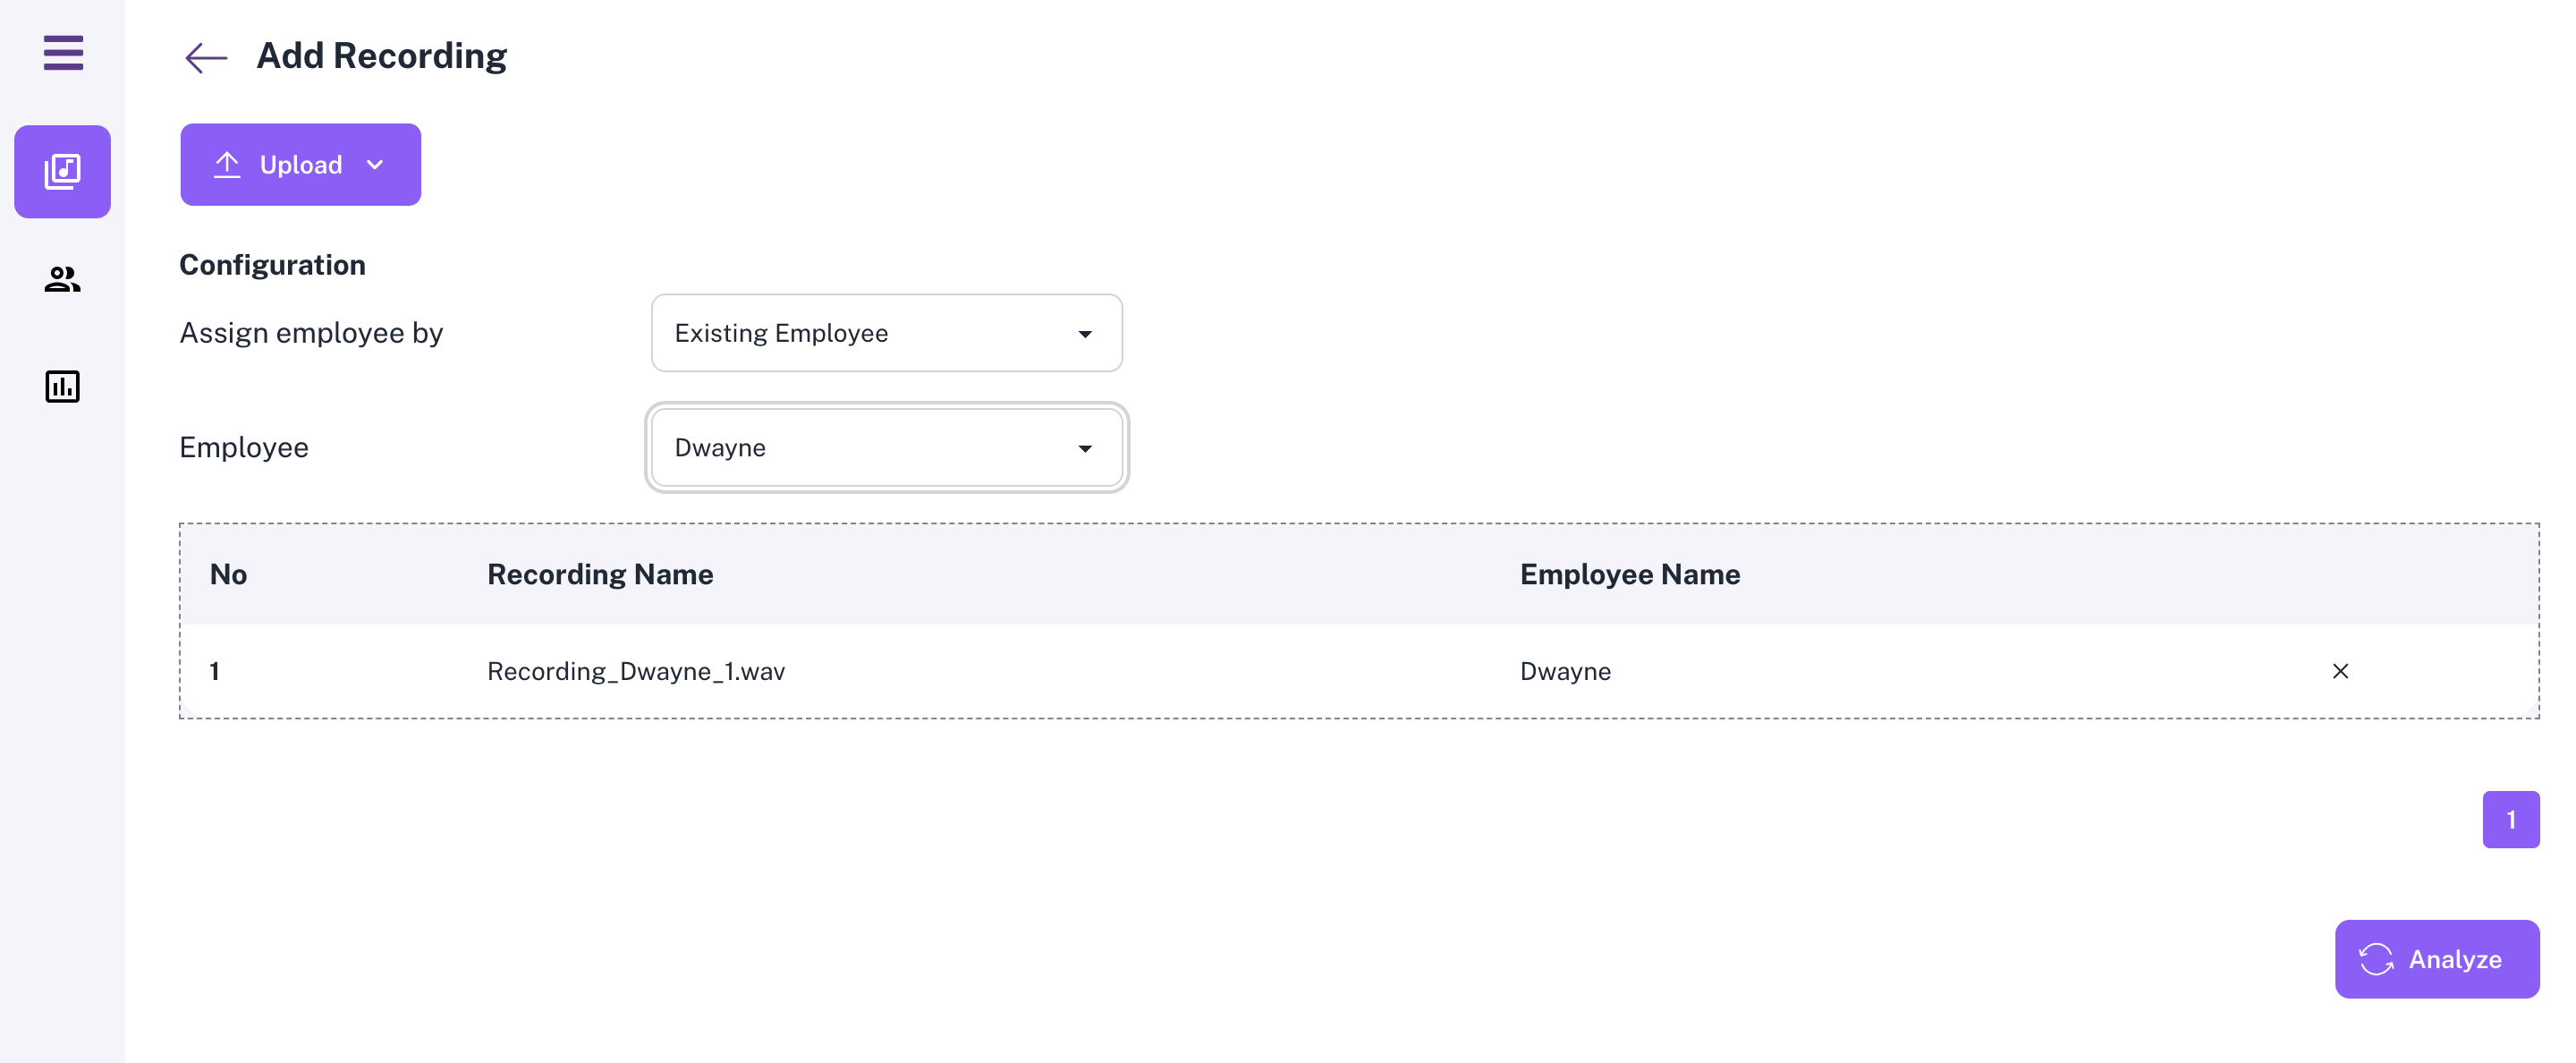 Add Recording
Upload
Configuration
Assign employee by Existing Employee
Employee Dwayne
No Recording Name Employee Name
1 Recording_Dwayne_1.wav Dwayne
1
Analyze